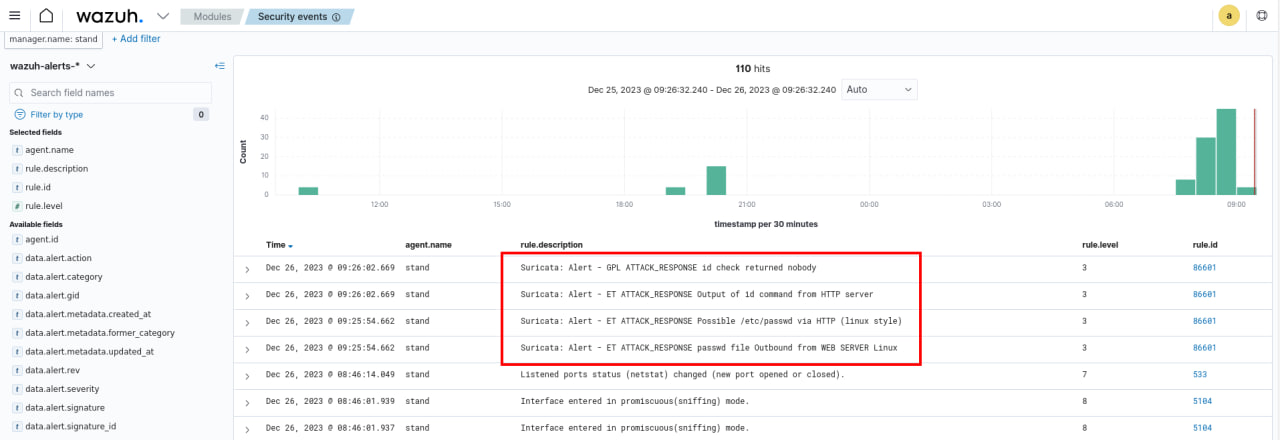 wazuh. Modules Security events a
manager.name: stand + Add filter
wazuh-alerts-*
Search field names
Filter by type 0
Selected fields
t agent.name
t rule.description
t rule.id
# rule.level
Available fields
t agent.id
t data.alert.action
t data.alert.category
t data.alert.gid
t data.alert.metadata.created_at
t data.alert.metadata.former_category
t data.alert.metadata.updated_at
t data.alert.rev
t data.alert.severity
t data.alert.signature
t data.alert.signature_id
110 hits
Dec 25, 2023 @ 09:26:32.240 - Dec 26, 2023 @ 09:26:32.240 Auto
Count
40
30
20
10
0
12:00 15:00 18:00 21:00 00:00 03:00 06:00 09:00
timestamp per 30 minutes
Time agent.name rule.description rule.level rule.id
Dec 26, 2023 @ 09:26:02.669 stand Suricata: Alert - GPL ATTACK_RESPONSE id check returned nobody 3 86601
Dec 26, 2023 @ 09:26:02.669 stand Suricata: Alert - ET ATTACK_RESPONSE Output of id command from HTTP server 3 86601
Dec 26, 2023 @ 09:25:54.662 stand Suricata: Alert - ET ATTACK_RESPONSE Possible /etc/passwd via HTTP (linux style) 3 86601
Dec 26, 2023 @ 09:25:54.662 stand Suricata: Alert - ET ATTACK_RESPONSE passwd file Outbound from WEB SERVER Linux 3 86601
Dec 26, 2023 @ 08:46:14.049 stand Listened ports status (netstat) changed (new port opened or closed). 7 533
Dec 26, 2023 @ 08:46:01.939 stand Interface entered in promiscuous(sniffing) mode. 8 5104
Dec 26, 2023 @ 08:46:01.937 stand Interface entered in promiscuous(sniffing) mode. 8 5104